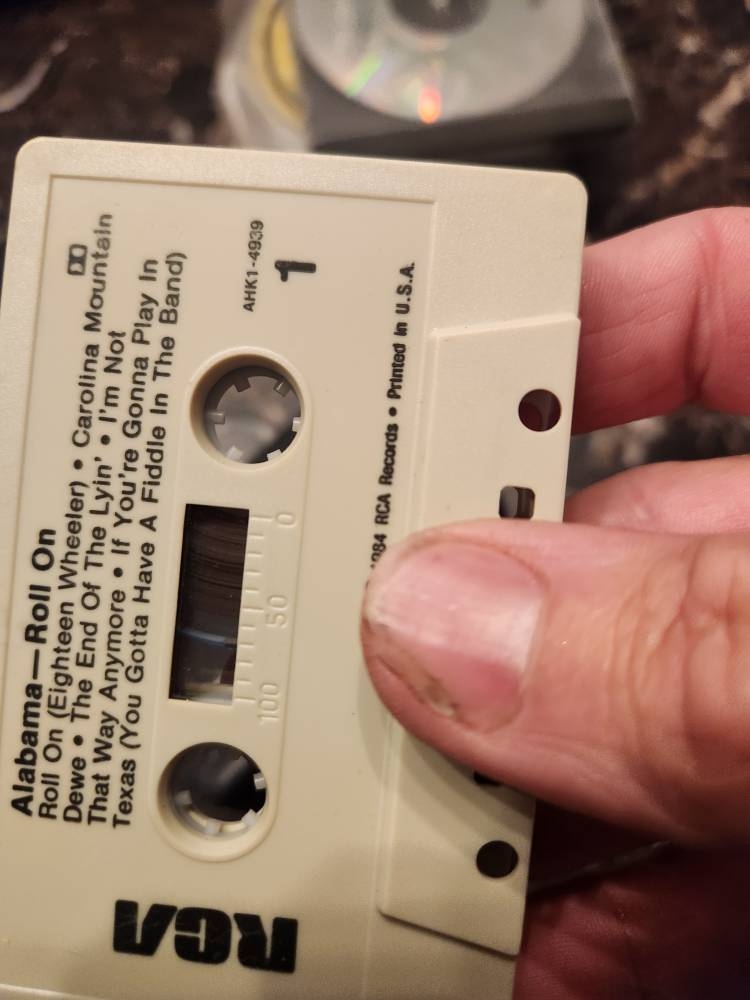 Alabama—Roll On
Roll On (Eighteen Wheeler) • Carolina Mountain
Dewe • The End Of The Lyin' • I'm Not
That Way Anymore • If You're Gonna Play In
Texas (You Gotta Have A Fiddle In The Band)
AHK1-4939
1
0
50
100
1984 RCA Records • Printed in U.S.A.
RCA